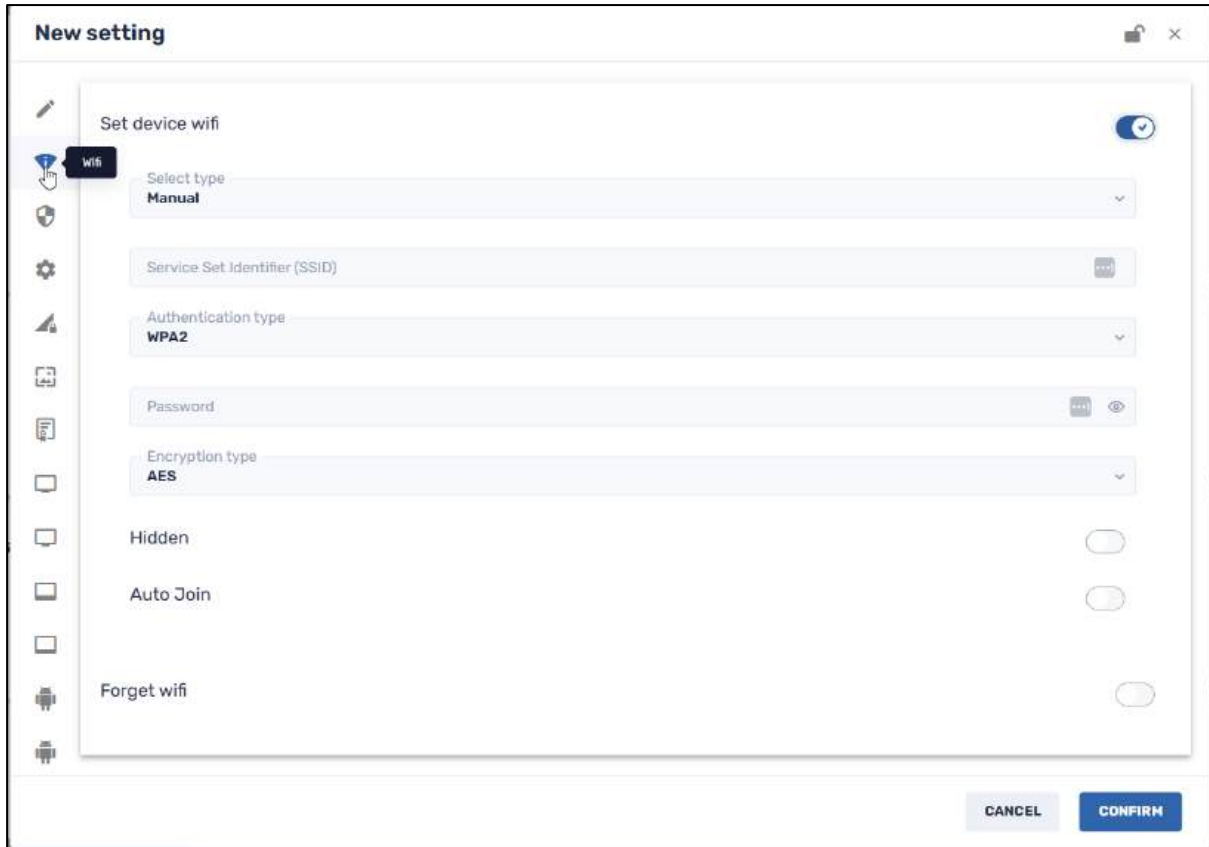 New setting
Set device wifi
Wifi
Select type
Manual
Service Set Identifier (SSID)
Authentication type
WPA2
Password
Encryption type
AES
Hidden
Auto Join
Forget wifi
CANCEL
CONFIRM